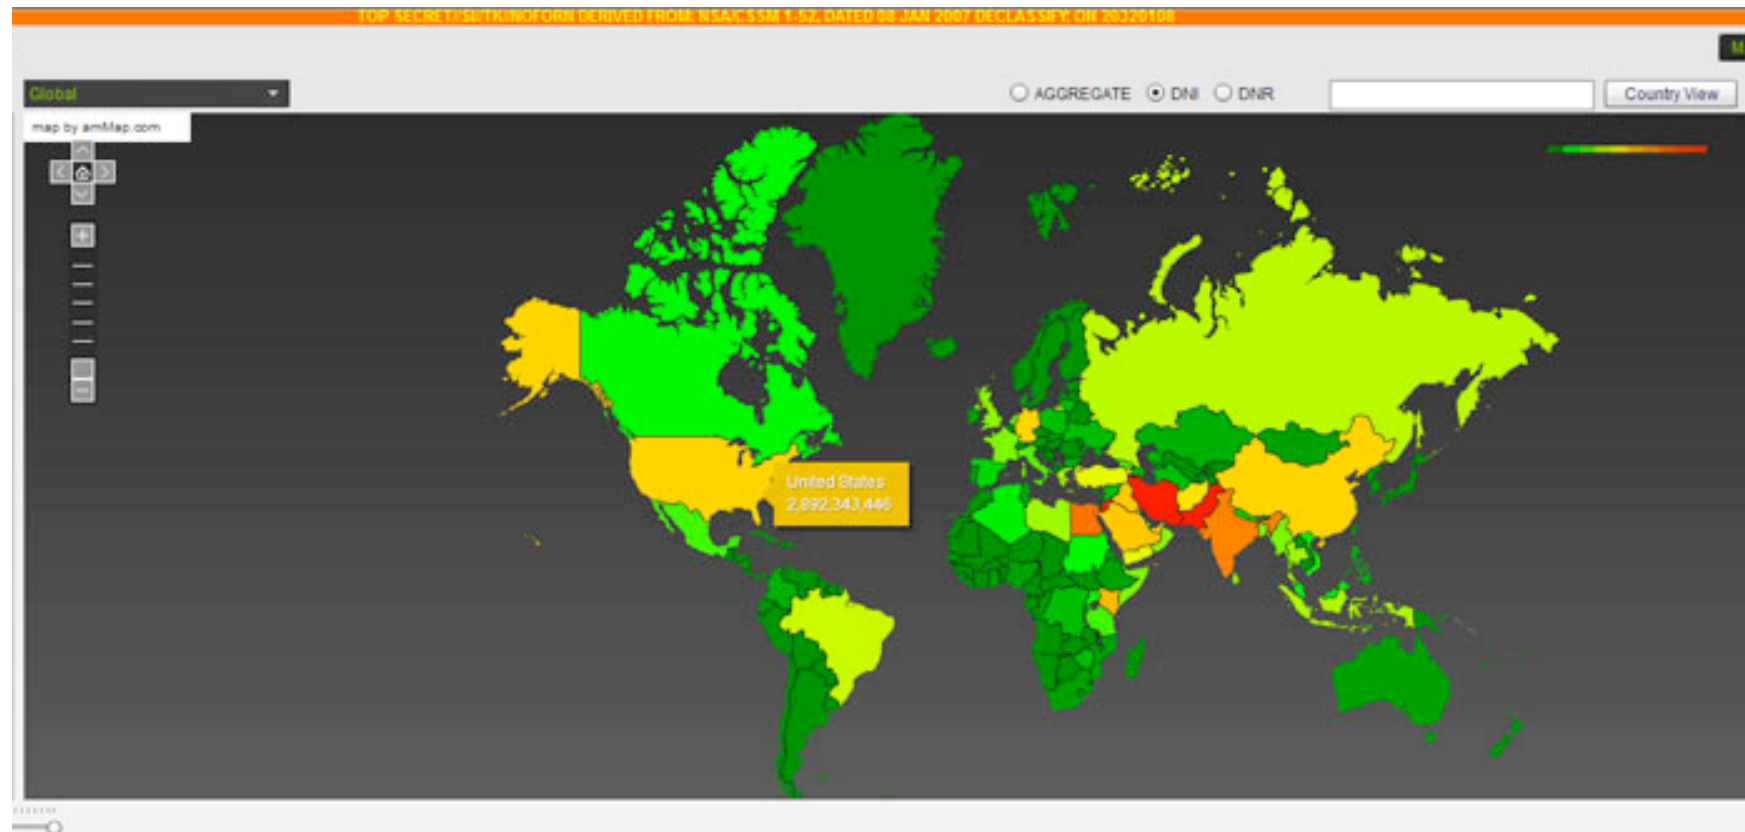 TOP SECRET//SI//TK//NOFORN DERIVED FROM: NSA/CSSM 1-52, DATED 08 JAN 2007 DECLASSIFY: ON 20320108
Global
AGGREGATE DNI DNR
Country View
map by amMap.com
United States
2,892,343,446